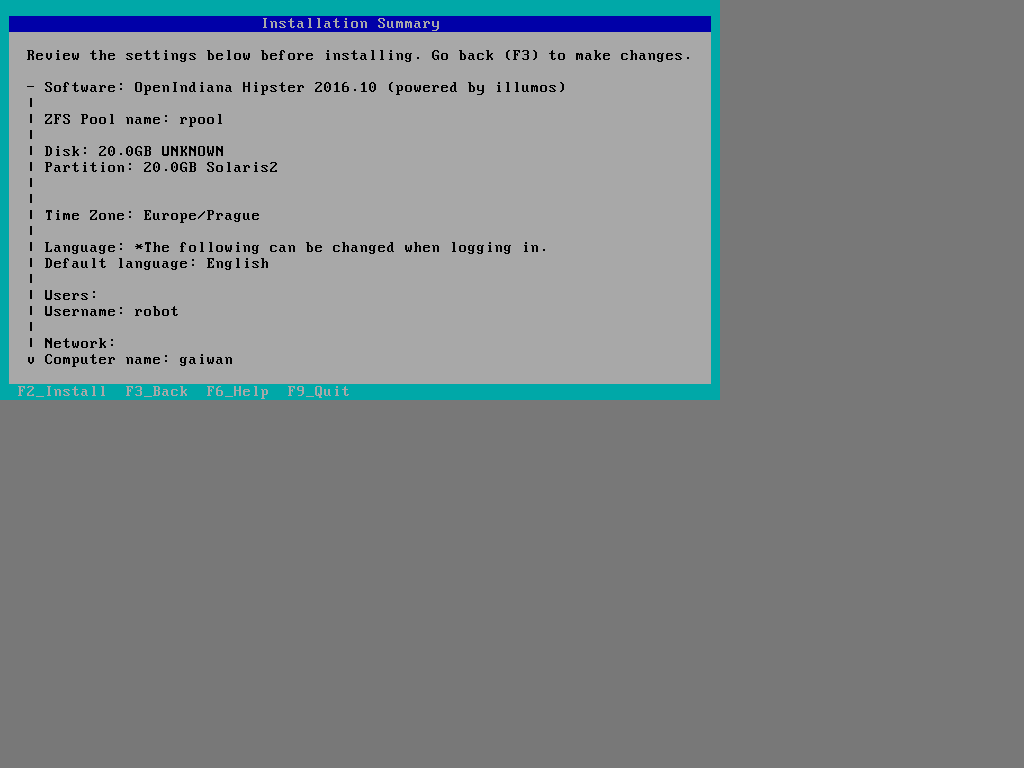 Installation Summary
Review the settings below before installing. Go back (F3) to make changes.
- Software: OpenIndiana Hipster 2016.10 (powered by illumos)
|
| ZFS Pool name: rpool
|
| Disk: 20.0GB UNKNOWN
| Partition: 20.0GB Solaris2
|
|
| Time Zone: Europe/Prague
|
| Language: *The following can be changed when logging in.
| Default language: English
|
| Users:
| Username: robot
|
| Network:
v Computer name: gaiwan
F2_Install  F3_Back  F6_Help  F9_Quit